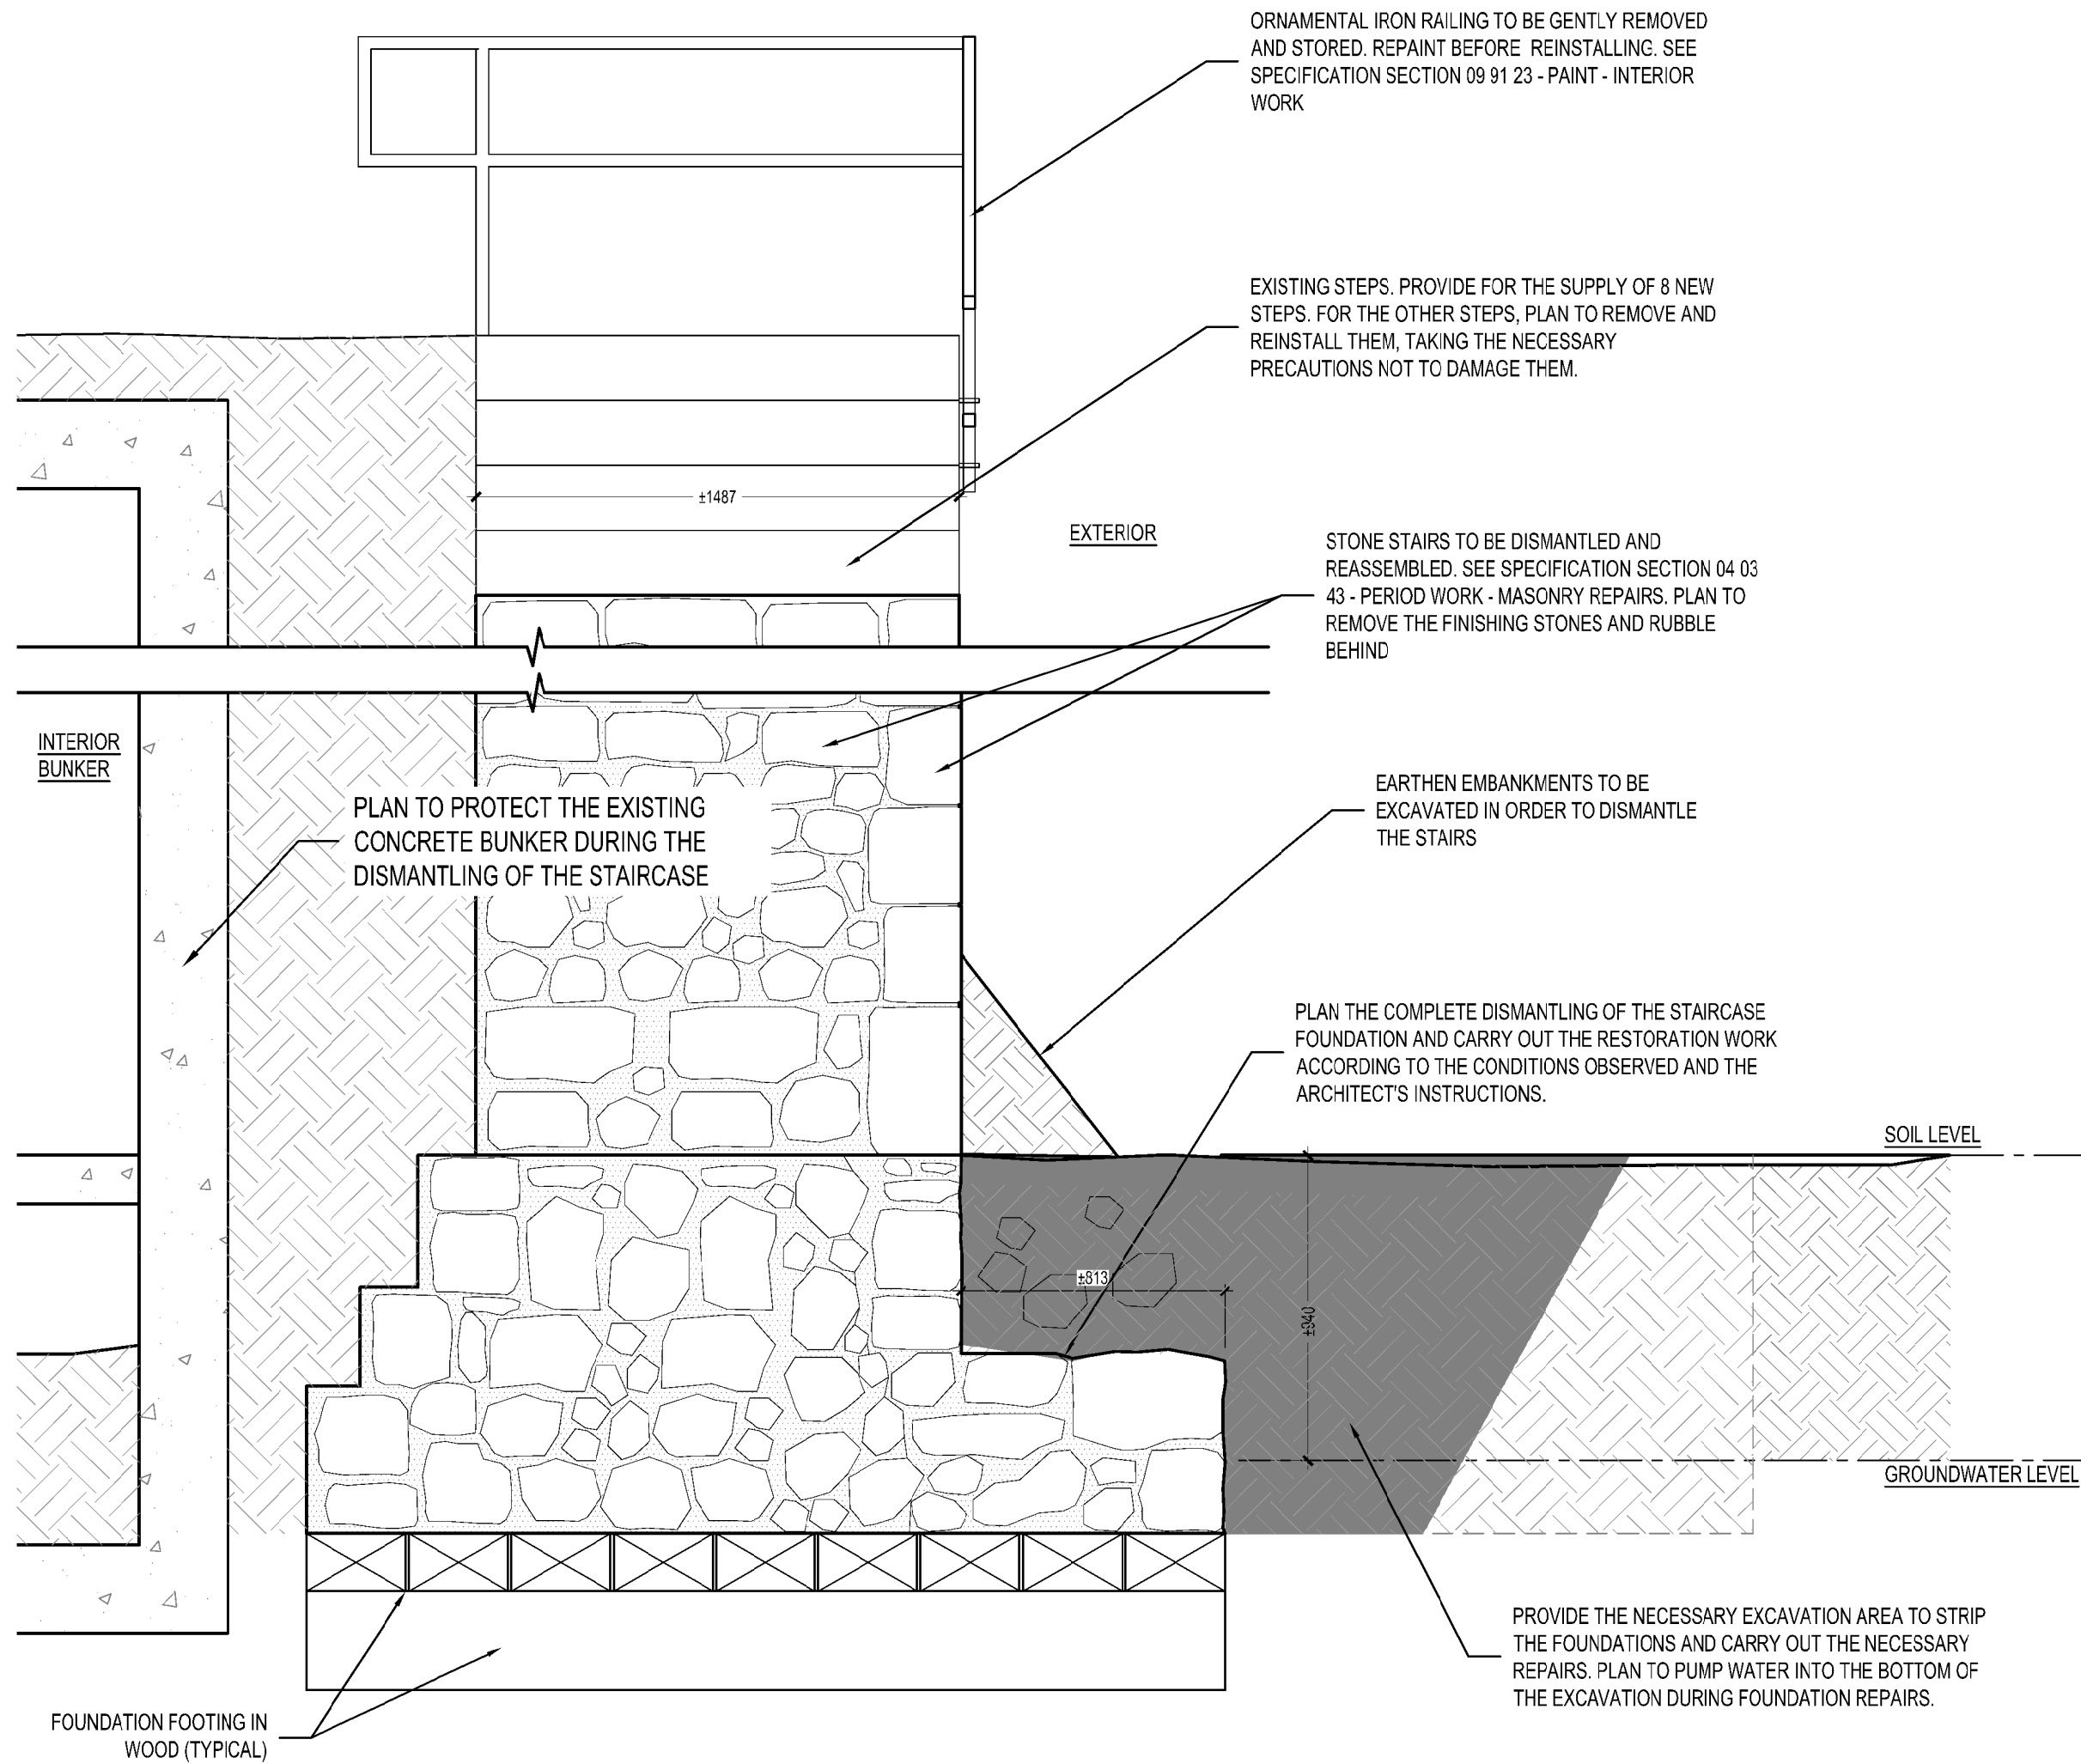 ORNAMENTAL IRON RAILING TO BE GENTLY REMOVED
AND STORED. REPAINT BEFORE REINSTALLING. SEE
SPECIFICATION SECTION 09 91 23 - PAINT - INTERIOR
WORK
EXISTING STEPS. PROVIDE FOR THE SUPPLY OF 8 NEW
STEPS. FOR THE OTHER STEPS, PLAN TO REMOVE AND
REINSTALL THEM, TAKING THE NECESSARY
PRECAUTIONS NOT TO DAMAGE THEM.
±1487
EXTERIOR
STONE STAIRS TO BE DISMANTLED AND
REASSEMBLED. SEE SPECIFICATION SECTION 04 03
43 - PERIOD WORK - MASONRY REPAIRS. PLAN TO
REMOVE THE FINISHING STONES AND RUBBLE
BEHIND
INTERIOR
BUNKER
PLAN TO PROTECT THE EXISTING
CONCRETE BUNKER DURING THE
DISMANTLING OF THE STAIRCASE
EARTHEN EMBANKMENTS TO BE
EXCAVATED IN ORDER TO DISMANTLE
THE STAIRS
PLAN THE COMPLETE DISMANTLING OF THE STAIRCASE
FOUNDATION AND CARRY OUT THE RESTORATION WORK
ACCORDING TO THE CONDITIONS OBSERVED AND THE
ARCHITECT'S INSTRUCTIONS.
SOIL LEVEL
±813
±940
GROUNDWATER LEVEL
PROVIDE THE NECESSARY EXCAVATION AREA TO STRIP
THE FOUNDATIONS AND CARRY OUT THE NECESSARY
REPAIRS. PLAN TO PUMP WATER INTO THE BOTTOM OF
THE EXCAVATION DURING FOUNDATION REPAIRS.
FOUNDATION FOOTING IN
WOOD (TYPICAL)